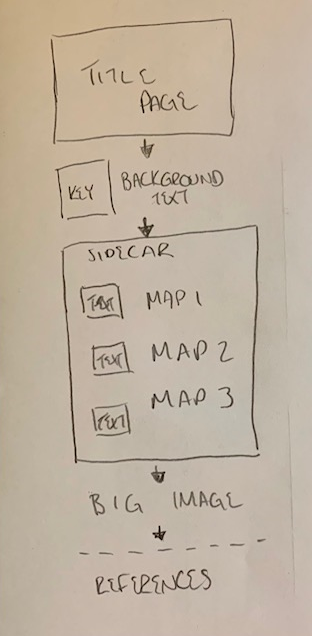 TITLE
PAGE
KEY
BACKGROUND
TEXT
SIDECAR
TEXT MAP 1
TEXT MAP 2
TEXT MAP 3
BIG IMAGE
REFERENCES